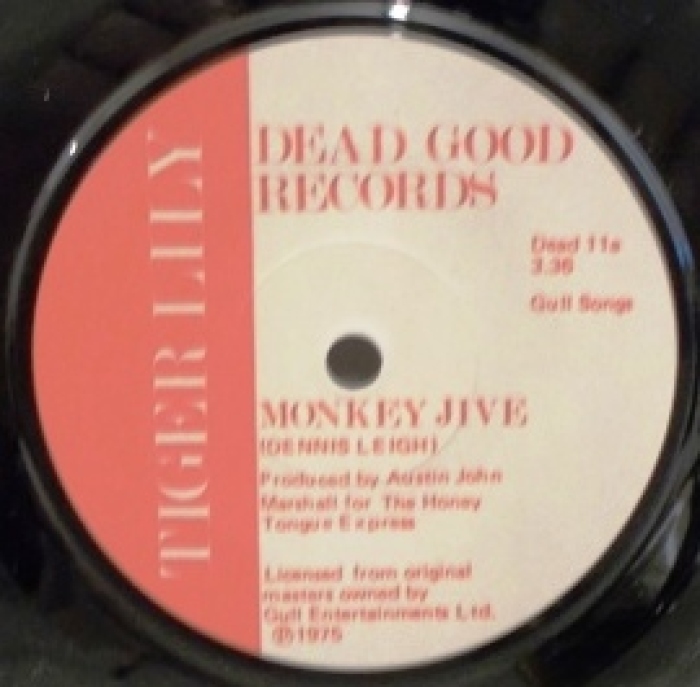 TIGER LILY
DEAD GOOD
RECORDS
Dead 11a
3.36
Gull Songs
MONKEY JIVE
(DENNIS LEIGH)
Produced by Austin John
Marshall for The Honey
Tongue Express
Licensed from original
masters owned by
Gull Entertainments Ltd.
℗1975